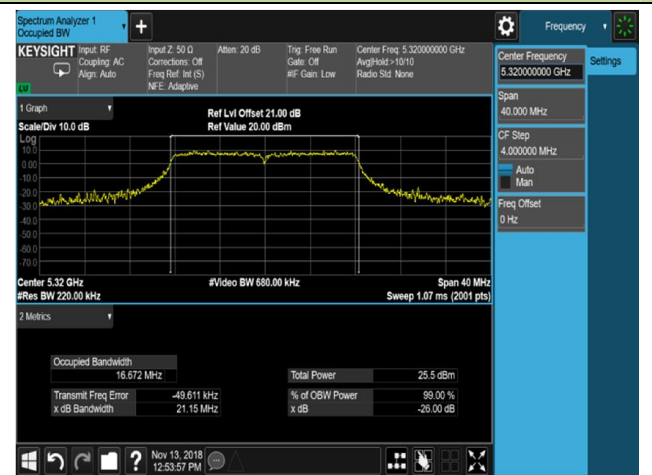 Spectrum Analyzer 1
Occupied BW
+
Frequency
KEYSIGHT
Input: RF
Coupling: AC
Align: Auto
Input Z: 50 Ω
Corrections: Off
Freq Ref: Int (S)
NFE: Adaptive
Atten: 20 dB
Trig: Free Run
Gate: Off
#IF Gain: Low
Center Freq: 5.320000000 GHz
Avg|Hold:>10/10
Radio Std: None
Center Frequency
5.320000000 GHz
Settings
Span
40.000 MHz
CF Step
4.000000 MHz
Auto
Man
Freq Offset
0 Hz
1 Graph
Scale/Div 10.0 dB
Ref Lvl Offset 21.00 dB
Ref Value 20.00 dBm
Log
10.0
0.00
-10.0
-20.0
-30.0
-40.0
-50.0
-60.0
-70.0
Center 5.32 GHz
#Res BW 220.00 kHz
#Video BW 680.00 kHz
Span 40 MHz
Sweep 1.07 ms (2001 pts)
2 Metrics
Occupied Bandwidth
16.672 MHz
Total Power 25.5 dBm
Transmit Freq Error -49.611 kHz
% of OBW Power 99.00 %
x dB Bandwidth 21.15 MHz
x dB -26.00 dB
?
Nov 13, 2018
12:53:57 PM